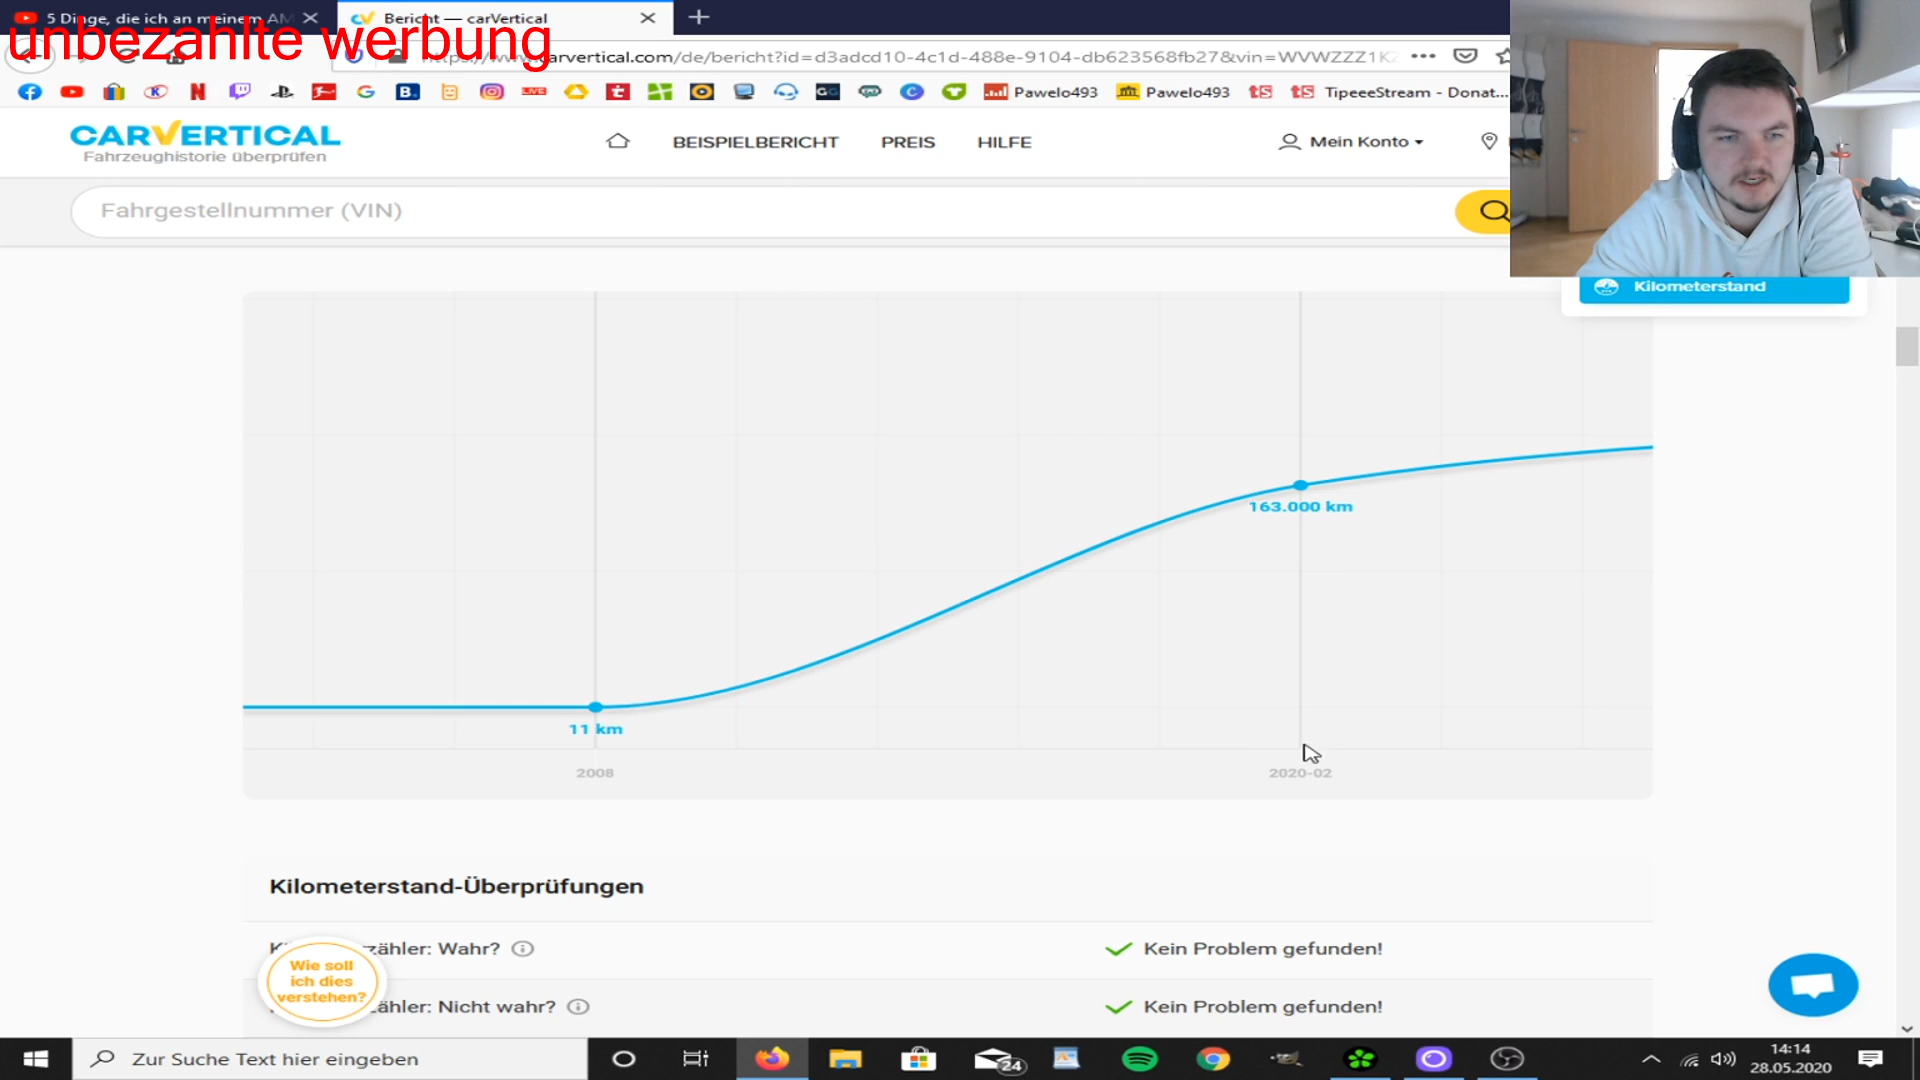 5 Dinge, die ich an meinem AM
Bericht — carVertical
unbezahlte werbung
carvertical.com/de/bericht?id=d3adcd10-4c1d-488e-9104-db623568fb27&vin=WVWZZZ1K
Pawelo493
Pawelo493
TipeeeStream - Donat...
CARVERTICAL
Fahrzeughistorie überprüfen
BEISPIELBERICHT
PREIS
HILFE
Mein Konto
Fahrgestellnummer (VIN)
Kilometerstand
163.000 km
11 km
2008
2020-02
Kilometerstand-Überprüfungen
zähler: Wahr?
Kein Problem gefunden!
Wie soll
ich dies
verstehen?
zähler: Nicht wahr?
Kein Problem gefunden!
Zur Suche Text hier eingeben
24
14:14
28.05.2020